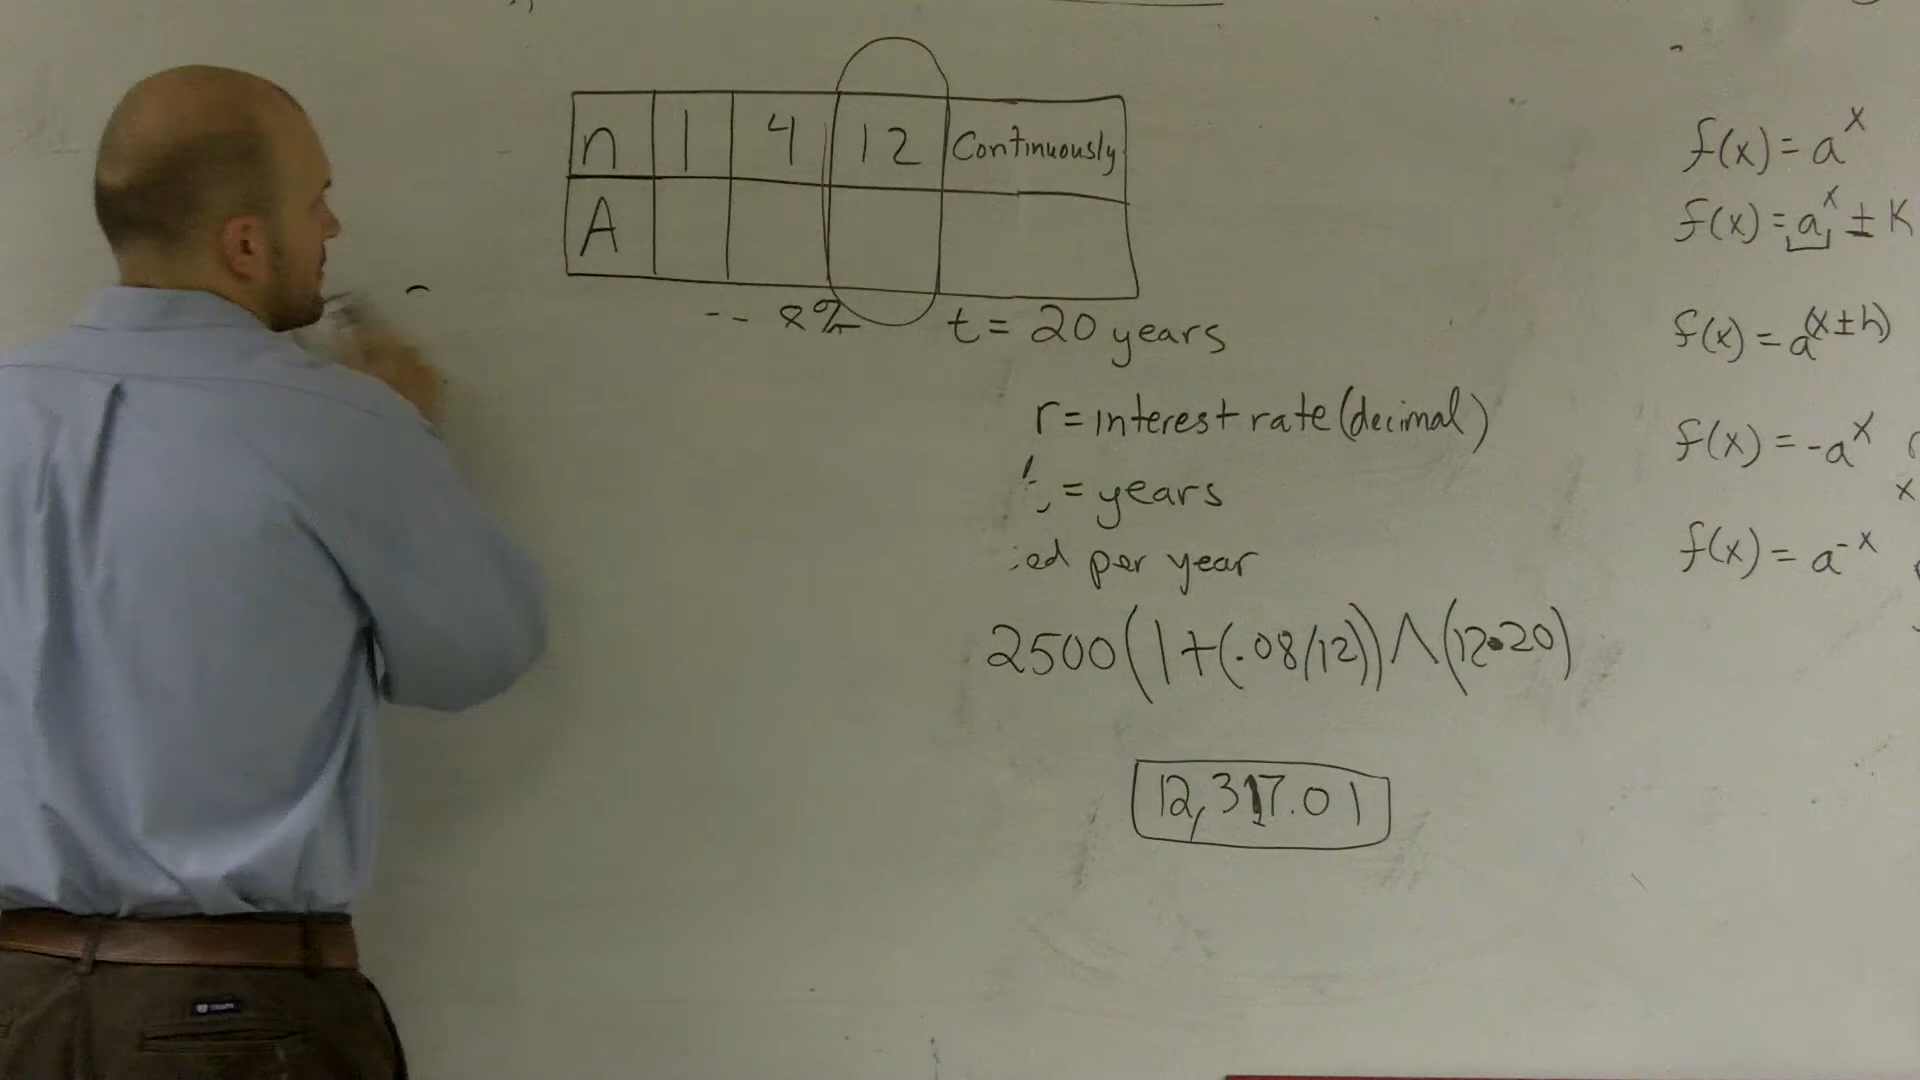 n 1 4 12 Continuously
A
8% t = 20 years
r = interest rate (decimal)
= years
per year
2500 (1+(.08/12))^(12•20)
12,317.01
f(x) = a^x
f(x) = a^x ± K
f(x) = a^(x±h)
f(x) = -a^x
x
f(x) = a^-x